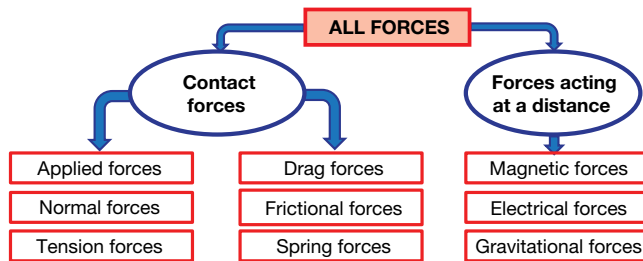 ALL FORCES
Contact
forces
Forces acting
at a distance
Applied forces
Drag forces
Magnetic forces
Normal forces
Frictional forces
Electrical forces
Tension forces
Spring forces
Gravitational forces